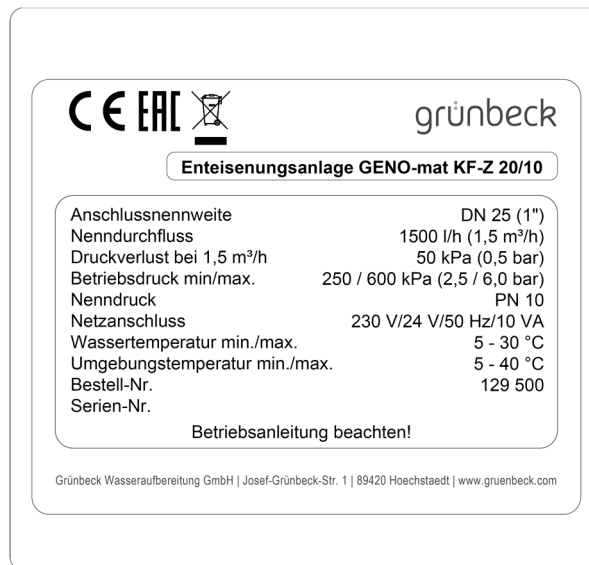 CE EAC
grünbeck
Enteisenungsanlage GENO-mat KF-Z 20/10
Anschlussnennweite DN 25 (1")
Nenndurchfluss 1500 l/h (1,5 m³/h)
Druckverlust bei 1,5 m³/h 50 kPa (0,5 bar)
Betriebsdruck min/max. 250 / 600 kPa (2,5 / 6,0 bar)
Nenndruck PN 10
Netzanschluss 230 V/24 V/50 Hz/10 VA
Wassertemperatur min./max. 5 - 30 °C
Umgebungstemperatur min./max. 5 - 40 °C
Bestell-Nr. 129 500
Serien-Nr.
Betriebsanleitung beachten!
Grünbeck Wasseraufbereitung GmbH | Josef-Grünbeck-Str. 1 | 89420 Hoechstaedt | www.gruenbeck.com